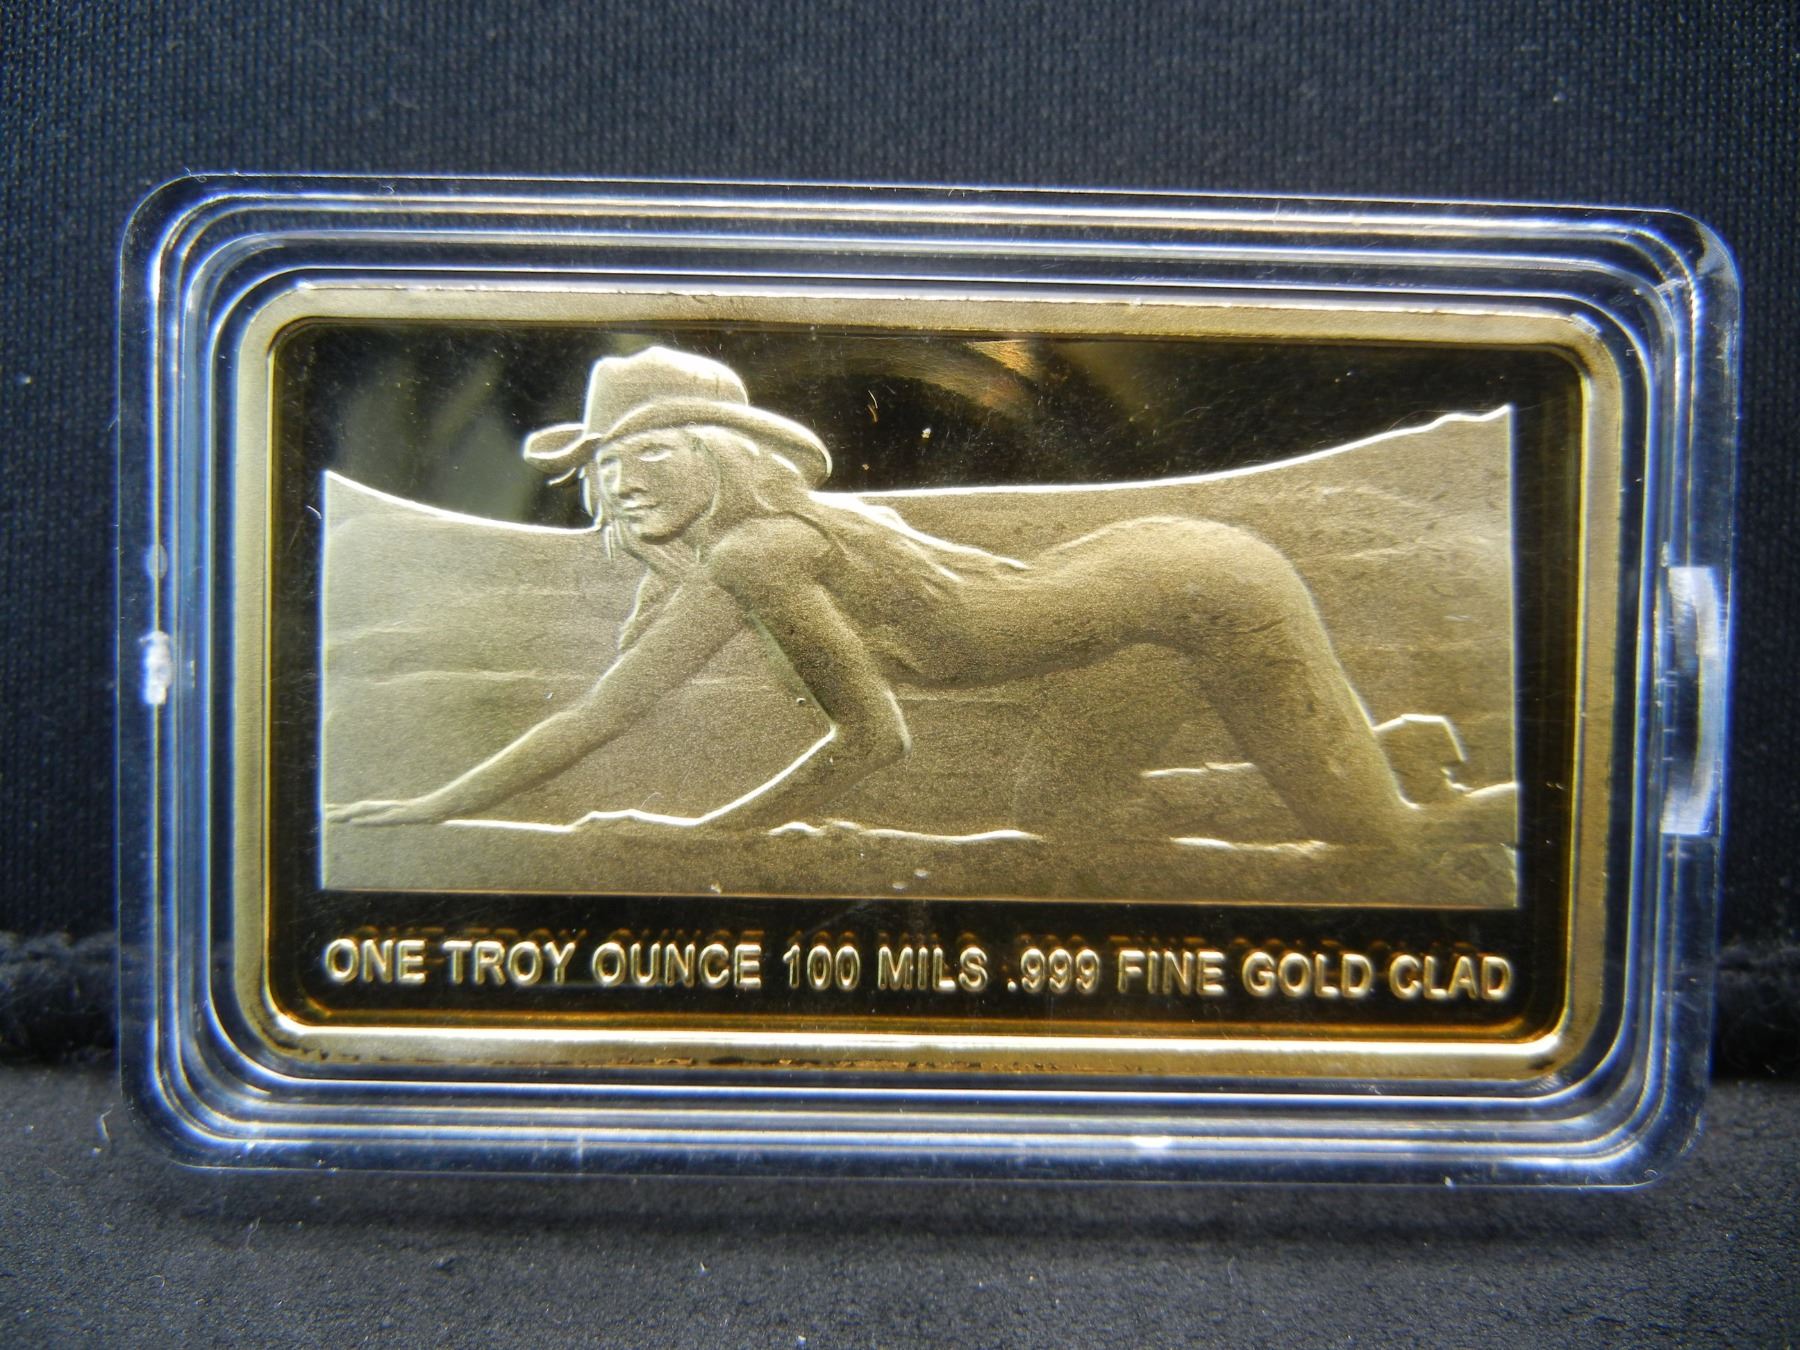 ONE TROY OUNCE 100 MILS .999 FINE GOLD CLAD